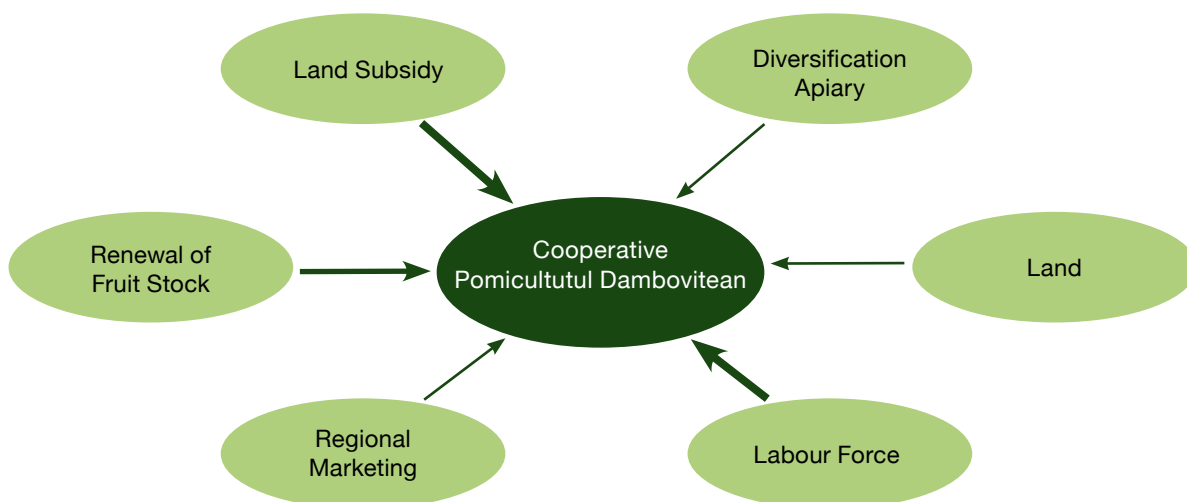 Land Subsidy
Diversification
Apiary
Renewal of
Fruit Stock
Cooperative
Pomicultutul Dambovitean
Land
Regional
Marketing
Labour Force